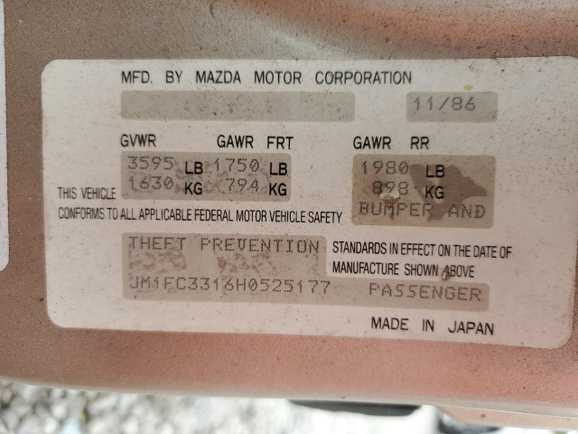 MFD. BY MAZDA MOTOR CORPORATION
11/86
GVWR GAWR FRT GAWR RR
3595 LB 1750 LB 1980 LB
1630 KG 794 KG 898 KG
THIS VEHICLE BUMPER AND
CONFORMS TO ALL APPLICABLE FEDERAL MOTOR VEHICLE SAFETY
THEFT PREVENTION STANDARDS IN EFFECT ON THE DATE OF
MANUFACTURE SHOWN ABOVE
JM1FC3316H0525177 PASSENGER
MADE IN JAPAN